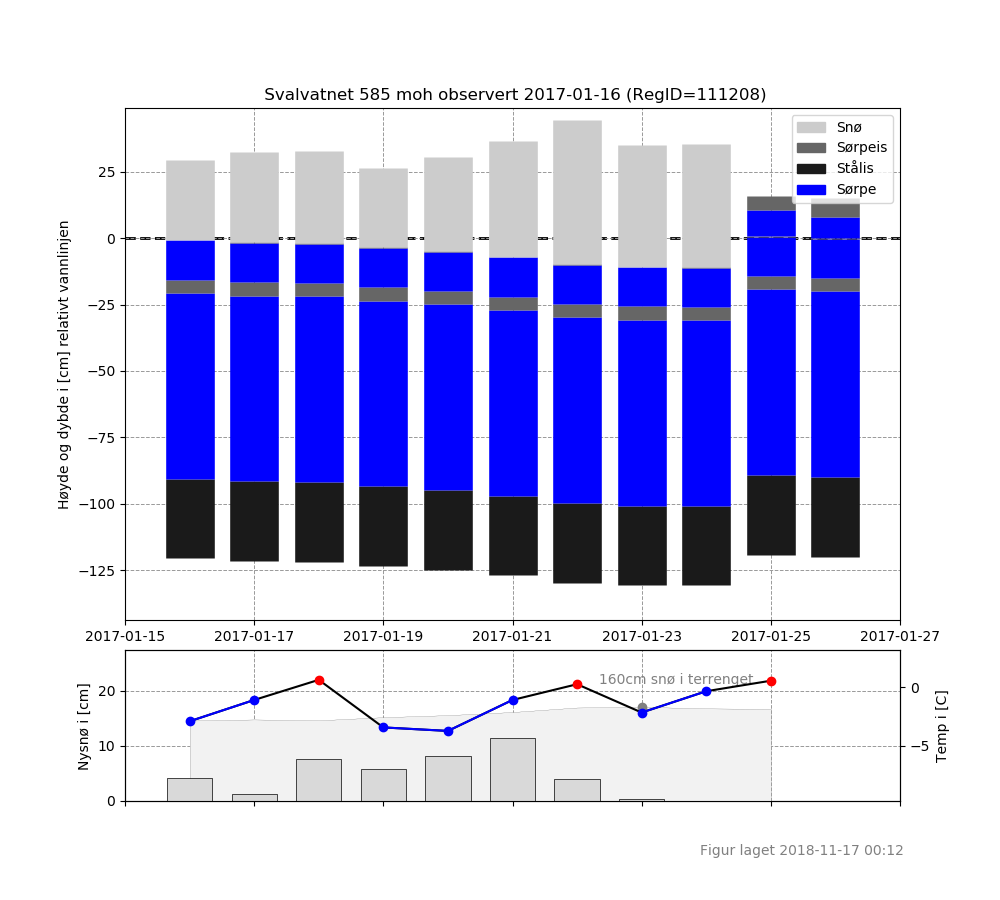 Svalvatnet 585 moh observert 2017-01-16 (RegID=111208)
Snø
Sørpeis
Stålis
Sørpe
Høyde og dybde i [cm] relativt vannlinjen
25
0
−25
−50
−75
−100
−125
2017-01-15 2017-01-17 2017-01-19 2017-01-21 2017-01-23 2017-01-25 2017-01-27
Nysnø i [cm]
20
10
0
160cm snø i terrenget
0
−5
Temp i [C]
Figur laget 2018-11-17 00:12